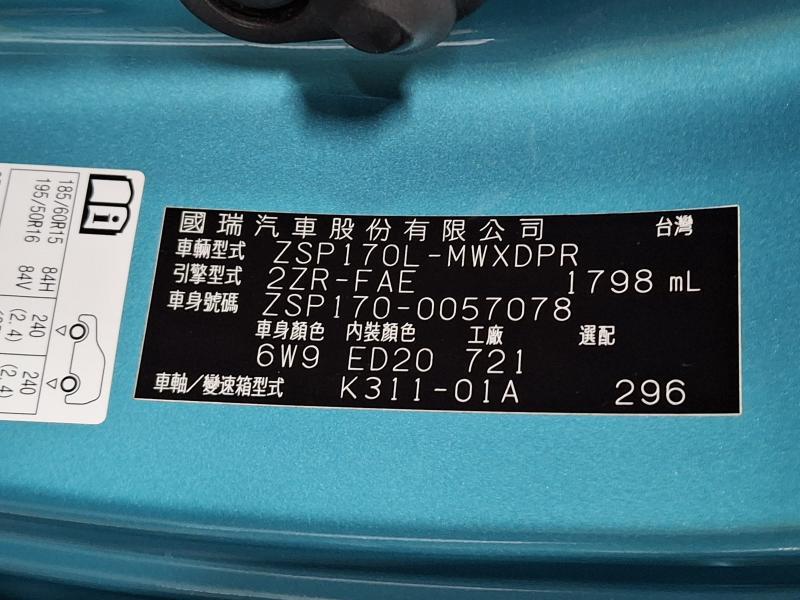 國瑞汽車股份有限公司 台灣
車輛型式 ZSP170L-MWXDPR
引擎型式 2ZR-FAE 1798 mL
車身號碼 ZSP170-0057078
車身顏色 內裝顏色 工廠 選配
6W9 ED20 721
車軸/變速箱型式 K311-01A 296
185/60R15 84H 240 (2.4) 240 (2.4)
195/50R16 84V